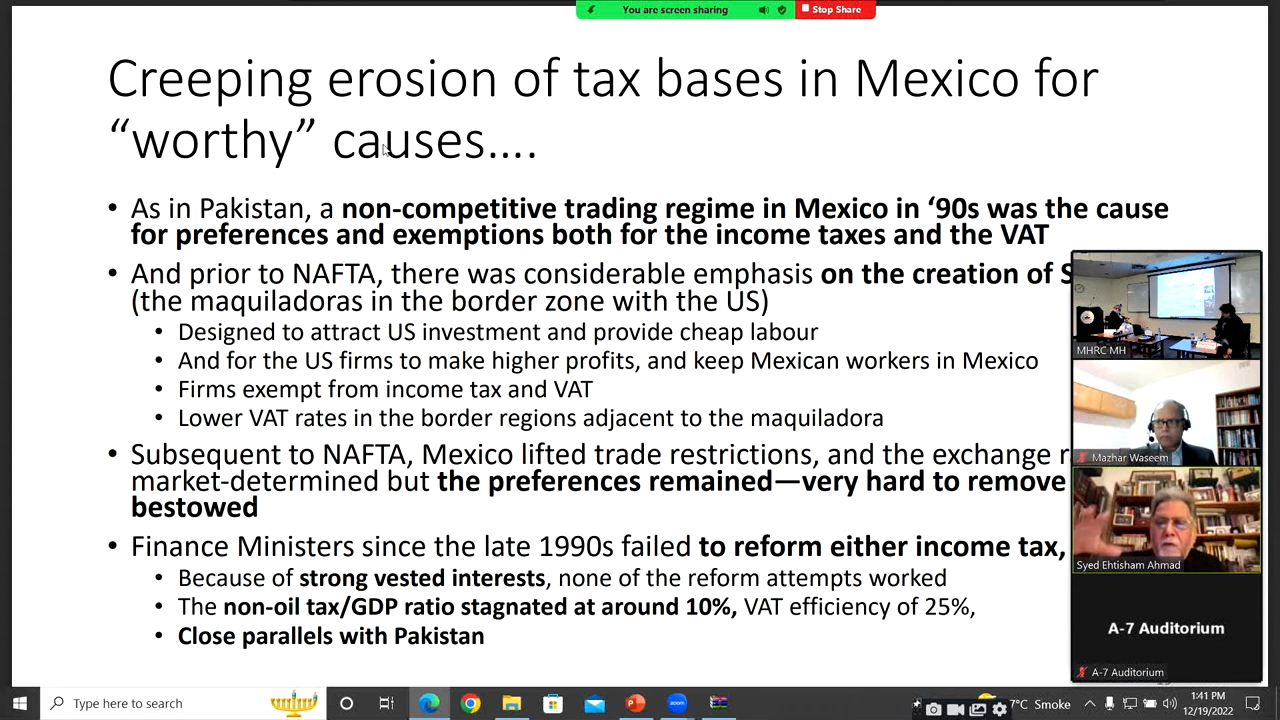 You are screen sharing
Stop Share
Creeping erosion of tax bases in Mexico for
“worthy” causes….
• As in Pakistan, a non-competitive trading regime in Mexico in ‘90s was the cause
for preferences and exemptions both for the income taxes and the VAT
• And prior to NAFTA, there was considerable emphasis on the creation of S
(the maquiladoras in the border zone with the US)
• Designed to attract US investment and provide cheap labour
• And for the US firms to make higher profits, and keep Mexican workers in Mexico
• Firms exempt from income tax and VAT
• Lower VAT rates in the border regions adjacent to the maquiladora
• Subsequent to NAFTA, Mexico lifted trade restrictions, and the exchange r
market-determined but the preferences remained—very hard to remove
bestowed
• Finance Ministers since the late 1990s failed to reform either income tax,
• Because of strong vested interests, none of the reform attempts worked
• The non-oil tax/GDP ratio stagnated at around 10%, VAT efficiency of 25%,
• Close parallels with Pakistan
MHRC MH
Mazhar Waseem
Syed Ehtisham Ahmad
A-7 Auditorium
A-7 Auditorium
Type here to search
zoom
7°C Smoke
1:41 PM
12/19/2022